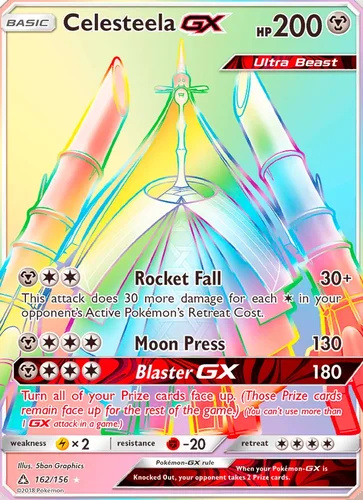 BASIC Celesteela GX HP 200
Ultra Beast
Rocket Fall 30+
This attack does 30 more damage for each in your
opponent's Active Pokémon's Retreat Cost.
Moon Press 130
Blaster GX 180
Turn all of your Prize cards face up. (Those Prize cards
remain face up for the rest of the game.) (You can't use more than
1 GX attack in a game.)
weakness ×2 resistance -20 retreat
Illus. 5ban Graphics
162/156
©2018 Pokémon
Pokémon-GX rule
When your Pokémon-GX is
Knocked Out, your opponent takes 2 Prize cards.